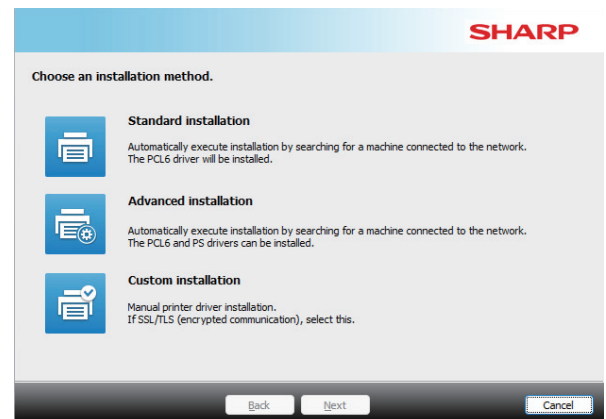 SHARP
Choose an installation method.
Standard installation
Automatically execute installation by searching for a machine connected to the network.
The PCL6 driver will be installed.
Advanced installation
Automatically execute installation by searching for a machine connected to the network.
The PCL6 and PS drivers can be installed.
Custom installation
Manual printer driver installation.
If SSL/TLS (encrypted communication), select this.
Back Next Cancel